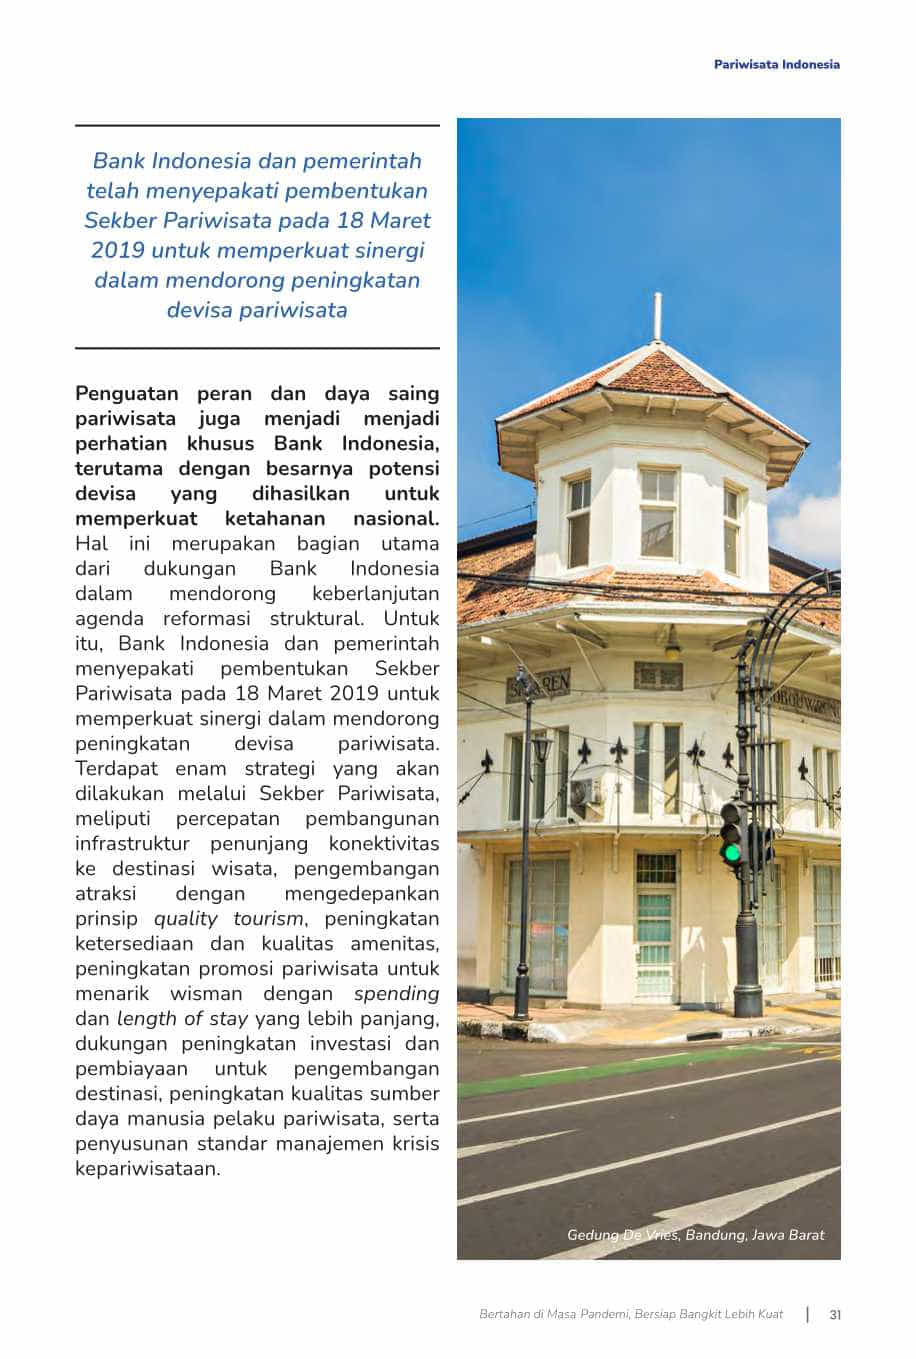 Pariwisata Indonesia
Bank Indonesia dan pemerintah
telah menyepakati pembentukan
Sekber Pariwisata pada 18 Maret
2019 untuk memperkuat sinergi
dalam mendorong peningkatan
devisa pariwisata
Penguatan peran dan daya saing
pariwisata juga menjadi menjadi
perhatian khusus Bank Indonesia,
terutama dengan besarnya potensi
devisa yang dihasilkan untuk
memperkuat ketahanan nasional.
Hal ini merupakan bagian utama
dari dukungan Bank Indonesia
dalam mendorong keberlanjutan
agenda reformasi struktural. Untuk
itu, Bank Indonesia dan pemerintah
menyepakati pembentukan Sekber
Pariwisata pada 18 Maret 2019 untuk
memperkuat sinergi dalam mendorong
peningkatan devisa pariwisata.
Terdapat enam strategi yang akan
dilakukan melalui Sekber Pariwisata,
meliputi percepatan pembangunan
infrastruktur penunjang konektivitas
ke destinasi wisata, pengembangan
atraksi dengan mengedepankan
prinsip quality tourism, peningkatan
ketersediaan dan kualitas amenitas,
peningkatan promosi pariwisata untuk
menarik wisman dengan spending
dan length of stay yang lebih panjang,
dukungan peningkatan investasi dan
pembiayaan untuk pengembangan
destinasi, peningkatan kualitas sumber
daya manusia pelaku pariwisata, serta
penyusunan standar manajemen krisis
kepariwisataan.
Gedung De Vries, Bandung, Jawa Barat
Bertahan di Masa Pandemi, Bersiap Bangkit Lebih Kuat | 31